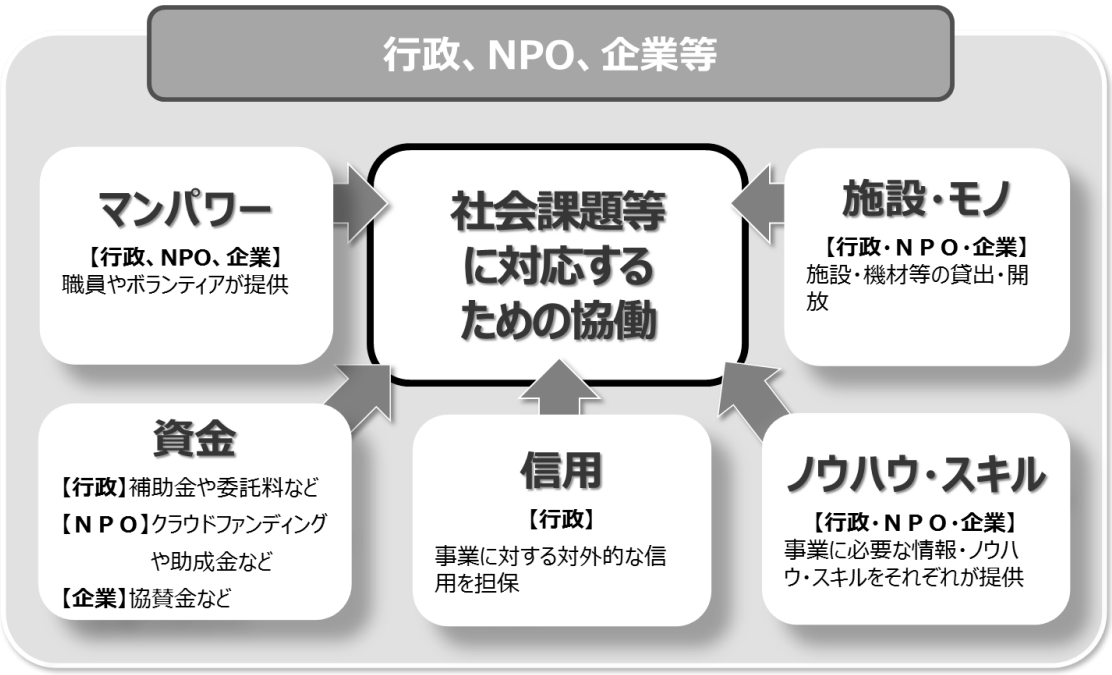 行政、NPO、企業等
マンパワー
【行政、NPO、企業】
職員やボランティアが提供
社会課題等
に対応する
ための協働
施設・モノ
【行政・ＮＰＯ・企業】
施設・機材等の貸出・開
放
資金
【行政】補助金や委託料など
【ＮＰＯ】クラウドファンディング
や助成金など
【企業】協賛金など
信用
【行政】
事業に対する対外的な信
用を担保
ノウハウ・スキル
【行政・ＮＰＯ・企業】
事業に必要な情報・ノウハ
ウ・スキルをそれぞれが提供